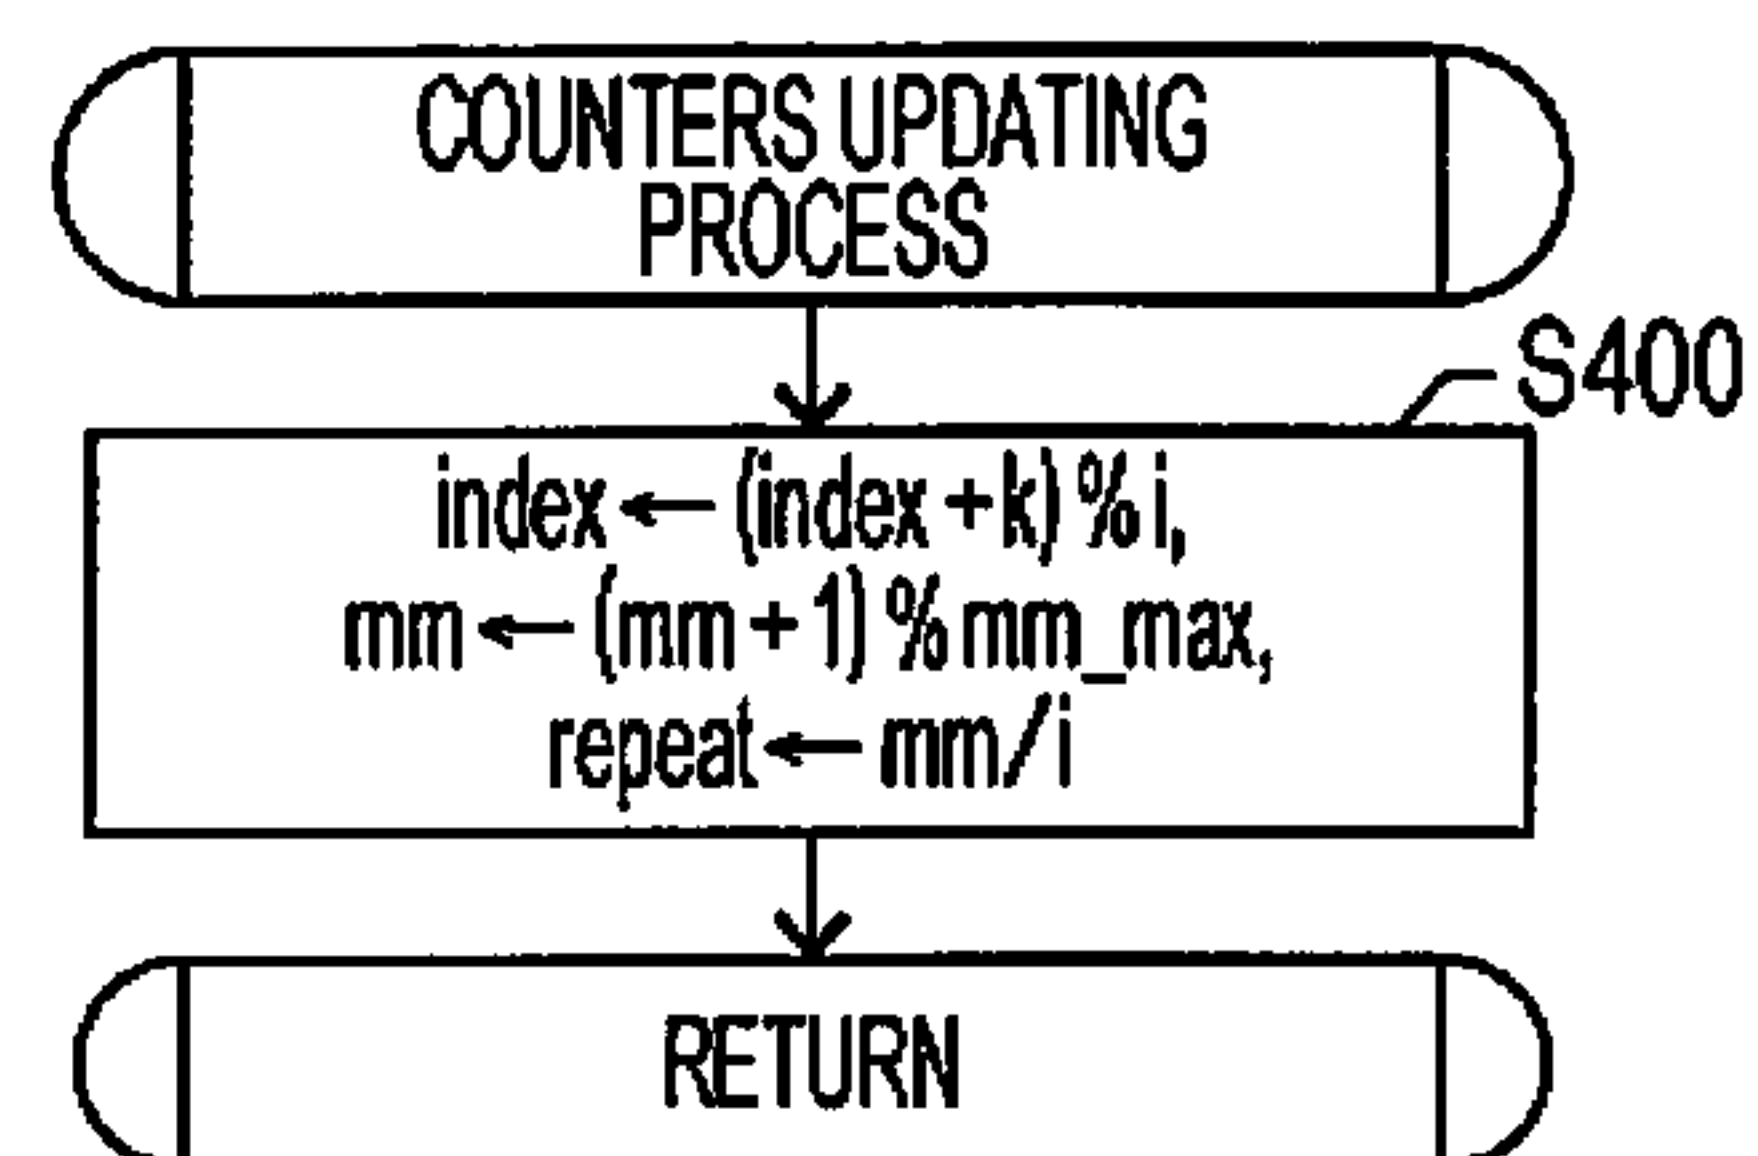 COUNTERS UPDATING
PROCESS
S400
index ← (index + k) % i,
mm ← (mm + 1) % mm_max,
repeat ← mm/i
RETURN